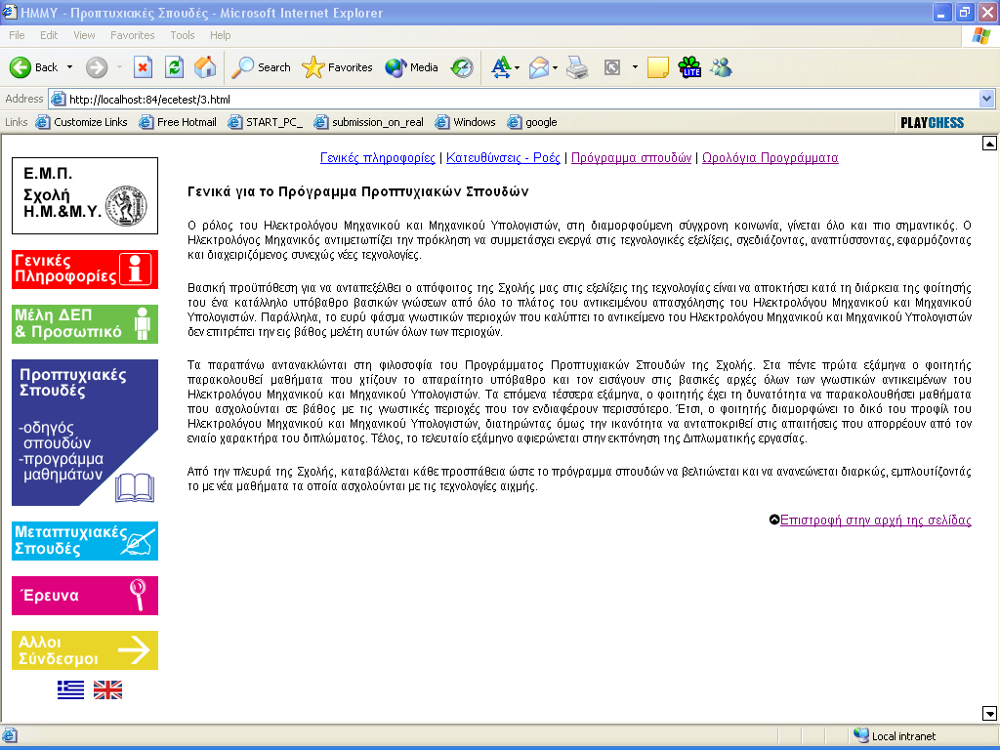 ΗΜΜΥ - Προπτυχιακές Σπουδές - Microsoft Internet Explorer
File Edit View Favorites Tools Help
Back Search Favorites Media LITE
Address http://localhost:84/ecetest/3.html
Links Customize Links Free Hotmail START_PC_ submission_on_real Windows google PLAYCHESS
Γενικές πληροφορίες | Κατευθύνσεις - Ροές | Πρόγραμμα σπουδών | Ωρολόγια Προγράμματα
Ε.Μ.Π.
Σχολή
Η.Μ.&Μ.Υ.
Γενικές
Πληροφορίες
Μέλη ΔΕΠ
& Προσωπικό
Προπτυχιακές
Σπουδές
-οδηγός
σπουδών
-πρόγραμμα
μαθημάτων
Μεταπτυχιακές
Σπουδές
Έρευνα
Αλλοι
Σύνδεσμοι
Γενικά για το Πρόγραμμα Προπτυχιακών Σπουδών
Ο ρόλος του Ηλεκτρολόγου Μηχανικού και Μηχανικού Υπολογιστών, στη διαμορφούμενη σύγχρονη κοινωνία, γίνεται όλο και πιο σημαντικός. Ο
Ηλεκτρολόγος Μηχανικός αντιμετωπίζει την πρόκληση να συμμετάσχει ενεργά στις τεχνολογικές εξελίξεις, σχεδιάζοντας, αναπτύσσοντας, εφαρμόζοντας
και διαχειριζόμενος συνεχώς νέες τεχνολογίες.
Βασική προϋπόθεση για να ανταπεξέλθει ο απόφοιτος της Σχολής μας στις εξελίξεις της τεχνολογίας είναι να αποκτήσει κατά τη διάρκεια της φοίτησής
του ένα κατάλληλο υπόβαθρο βασικών γνώσεων από όλο το πλάτος του αντικειμένου απασχόλησης του Ηλεκτρολόγου Μηχανικού και Μηχανικού
Υπολογιστών. Παράλληλα, το ευρύ φάσμα γνωστικών περιοχών που καλύπτει το αντικείμενο του Ηλεκτρολόγου Μηχανικού και Μηχανικού Υπολογιστών
δεν επιτρέπει την εις βάθος μελέτη αυτών όλων των περιοχών.
Τα παραπάνω αντανακλώνται στη φιλοσοφία του Προγράμματος Προπτυχιακών Σπουδών της Σχολής. Στα πέντε πρώτα εξάμηνα ο φοιτητής
παρακολουθεί μαθήματα που χτίζουν το απαραίτητο υπόβαθρο και τον εισάγουν στις βασικές αρχές όλων των γνωστικών αντικειμένων του
Ηλεκτρολόγου Μηχανικού και Μηχανικού Υπολογιστών. Τα επόμενα τέσσερα εξάμηνα, ο φοιτητής έχει τη δυνατότητα να παρακολουθήσει μαθήματα
που ασχολούνται σε βάθος με τις γνωστικές περιοχές που τον ενδιαφέρουν περισσότερο. Έτσι, ο φοιτητής διαμορφώνει το δικό του προφίλ του
Ηλεκτρολόγου Μηχανικού και Μηχανικού Υπολογιστών, διατηρώντας όμως την ικανότητα να ανταποκριθεί στις απαιτήσεις που απορρέουν από τον
ενιαίο χαρακτήρα του διπλώματος. Τέλος, το τελευταίο εξάμηνο αφιερώνεται στην εκπόνηση της Διπλωματικής εργασίας.
Από την πλευρά της Σχολής, καταβάλλεται κάθε προσπάθεια ώστε το πρόγραμμα σπουδών να βελτιώνεται και να ανανεώνεται διαρκώς, εμπλουτίζοντάς
το με νέα μαθήματα τα οποία ασχολούνται με τις τεχνολογίες αιχμής.
Επιστροφή στην αρχή της σελίδας
Local intranet